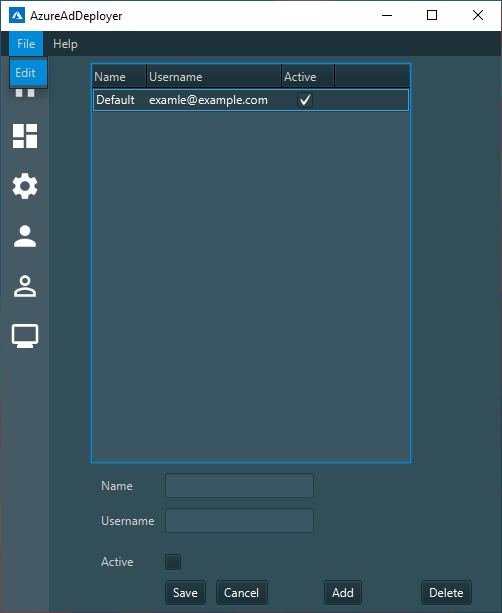 AzureAdDeployer
File Help
Edit
Name Username Active
Default examle@example.com
Name
Username
Active
Save Cancel Add Delete